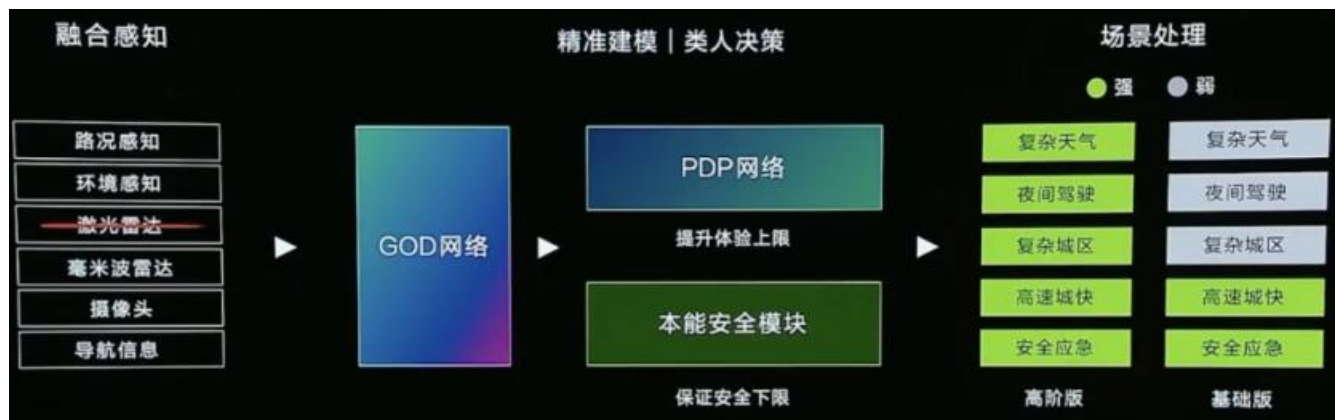 融合感知
精准建模｜类人决策
场景处理
强
弱
路况感知
环境感知
激光雷达
毫米波雷达
摄像头
导航信息
GOD网络
PDP网络
提升体验上限
本能安全模块
保证安全下限
复杂天气
夜间驾驶
复杂城区
高速城快
安全应急
高阶版
复杂天气
夜间驾驶
复杂城区
高速城快
安全应急
基础版